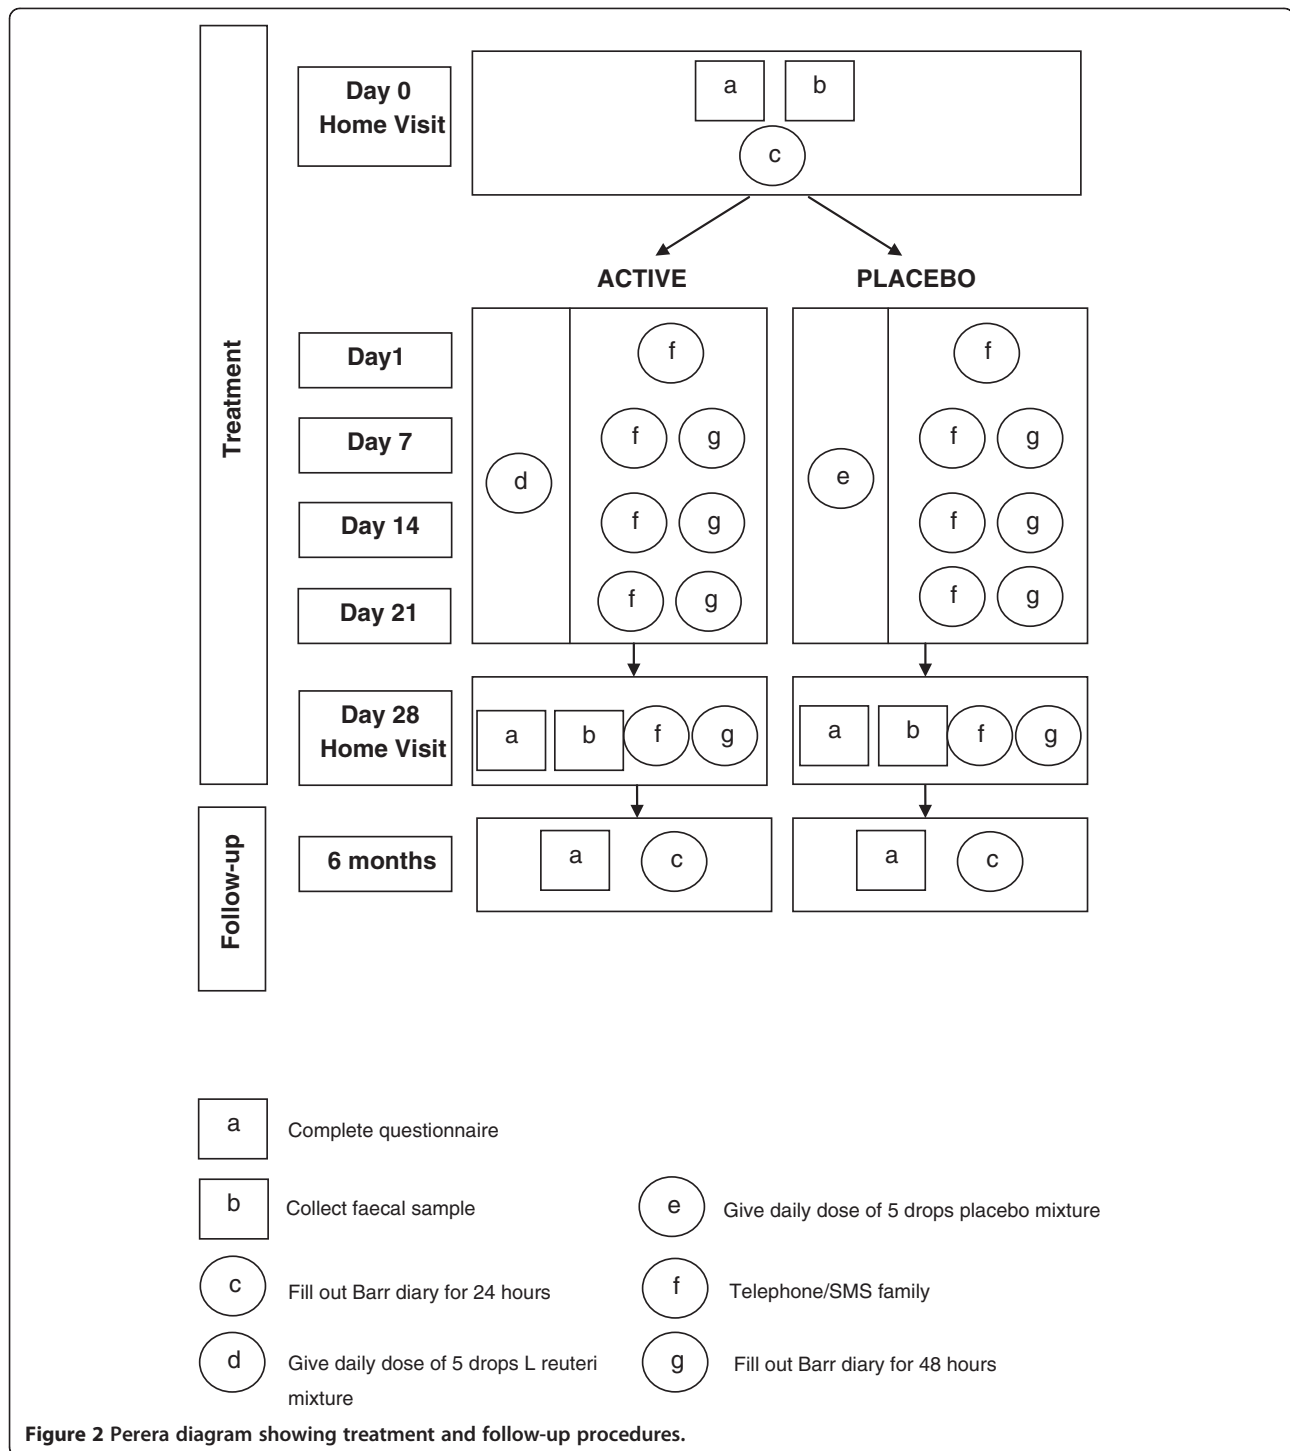 Treatment
Day 0
Home Visit
a b
c
ACTIVE PLACEBO
Day1
f f
Day 7
f g f g
d e
Day 14
f g f g
Day 21
f g f g
Day 28
Home Visit
a b f g a b f g
Follow-up
6 months
a c a c
a Complete questionnaire
b Collect faecal sample
e Give daily dose of 5 drops placebo mixture
c Fill out Barr diary for 24 hours
f Telephone/SMS family
d Give daily dose of 5 drops L reuteri
mixture
g Fill out Barr diary for 48 hours
Figure 2 Perera diagram showing treatment and follow-up procedures.